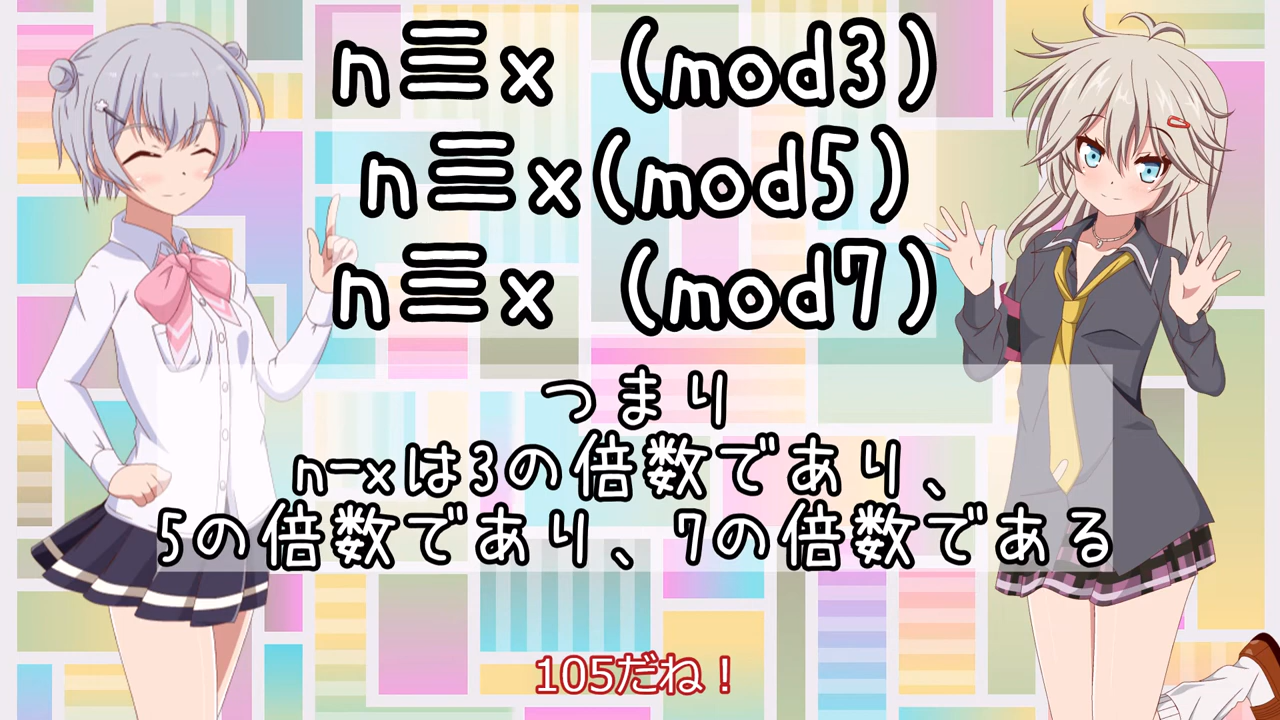 n≡x (mod3)
n≡x(mod5)
n≡x (mod7)
つまり
n-xは3の倍数であり、
5の倍数であり、7の倍数である
105だね！